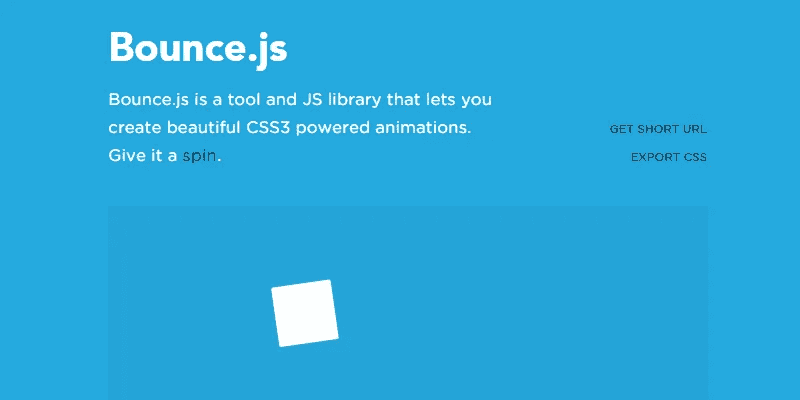 Bounce.js
Bounce.js is a tool and JS library that lets you
create beautiful CSS3 powered animations.
Give it a spin.
GET SHORT URL
EXPORT CSS